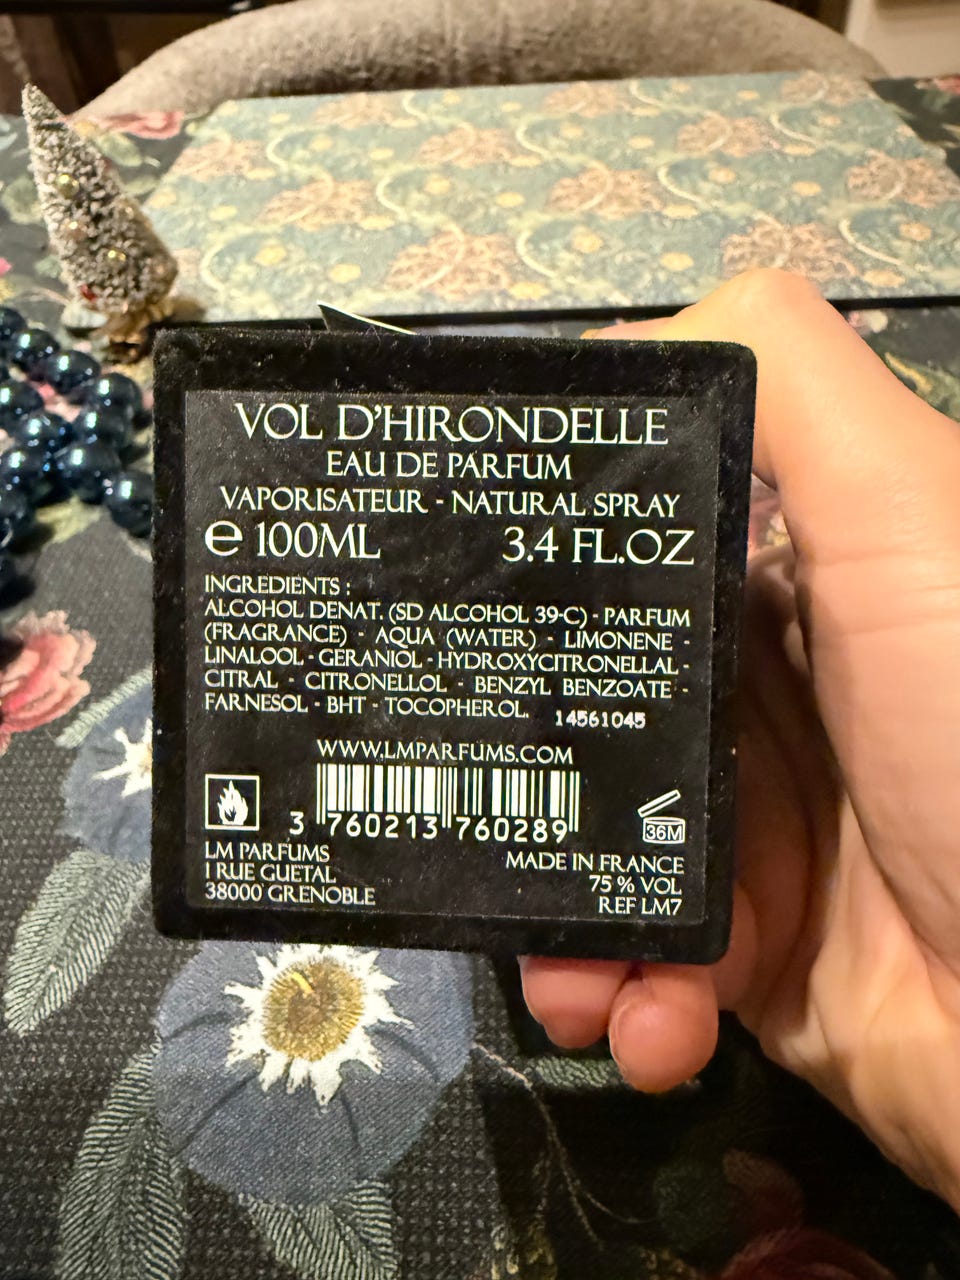 VOL D'HIRONDELLE
EAU DE PARFUM
VAPORISATEUR - NATURAL SPRAY
℮ 100ML 3.4 FL.OZ
INGREDIENTS :
ALCOHOL DENAT. (SD ALCOHOL 39-C) - PARFUM
(FRAGRANCE) - AQUA (WATER) - LIMONENE -
LINALOOL - GERANIOL - HYDROXYCITRONELLAL -
CITRAL - CITRONELLOL - BENZYL BENZOATE -
FARNESOL - BHT - TOCOPHEROL. 14561045
WWW.LMPARFUMS.COM
3 760213 760289
36M
LM PARFUMS
1 RUE GUETAL
38000 GRENOBLE
MADE IN FRANCE
75 % VOL
REF LM7